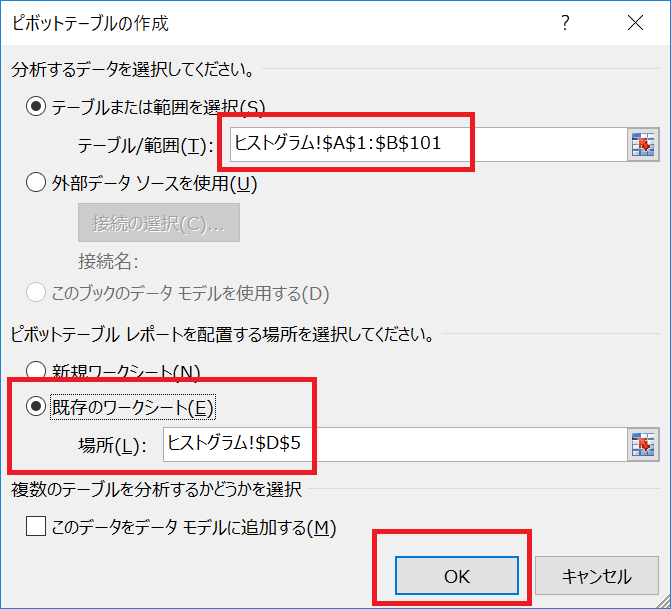 ピボットテーブルの作成 ?
分析するデータを選択してください。
テーブルまたは範囲を選択(S)
テーブル/範囲(T): ヒストグラム!$A$1:$B$101
外部データ ソースを使用(U)
接続の選択(C)...
接続名:
このブックのデータ モデルを使用する(D)
ピボットテーブル レポートを配置する場所を選択してください。
新規ワークシート(N)
既存のワークシート(E)
場所(L): ヒストグラム!$D$5
複数のテーブルを分析するかどうかを選択
このデータをデータ モデルに追加する(M)
OK キャンセル